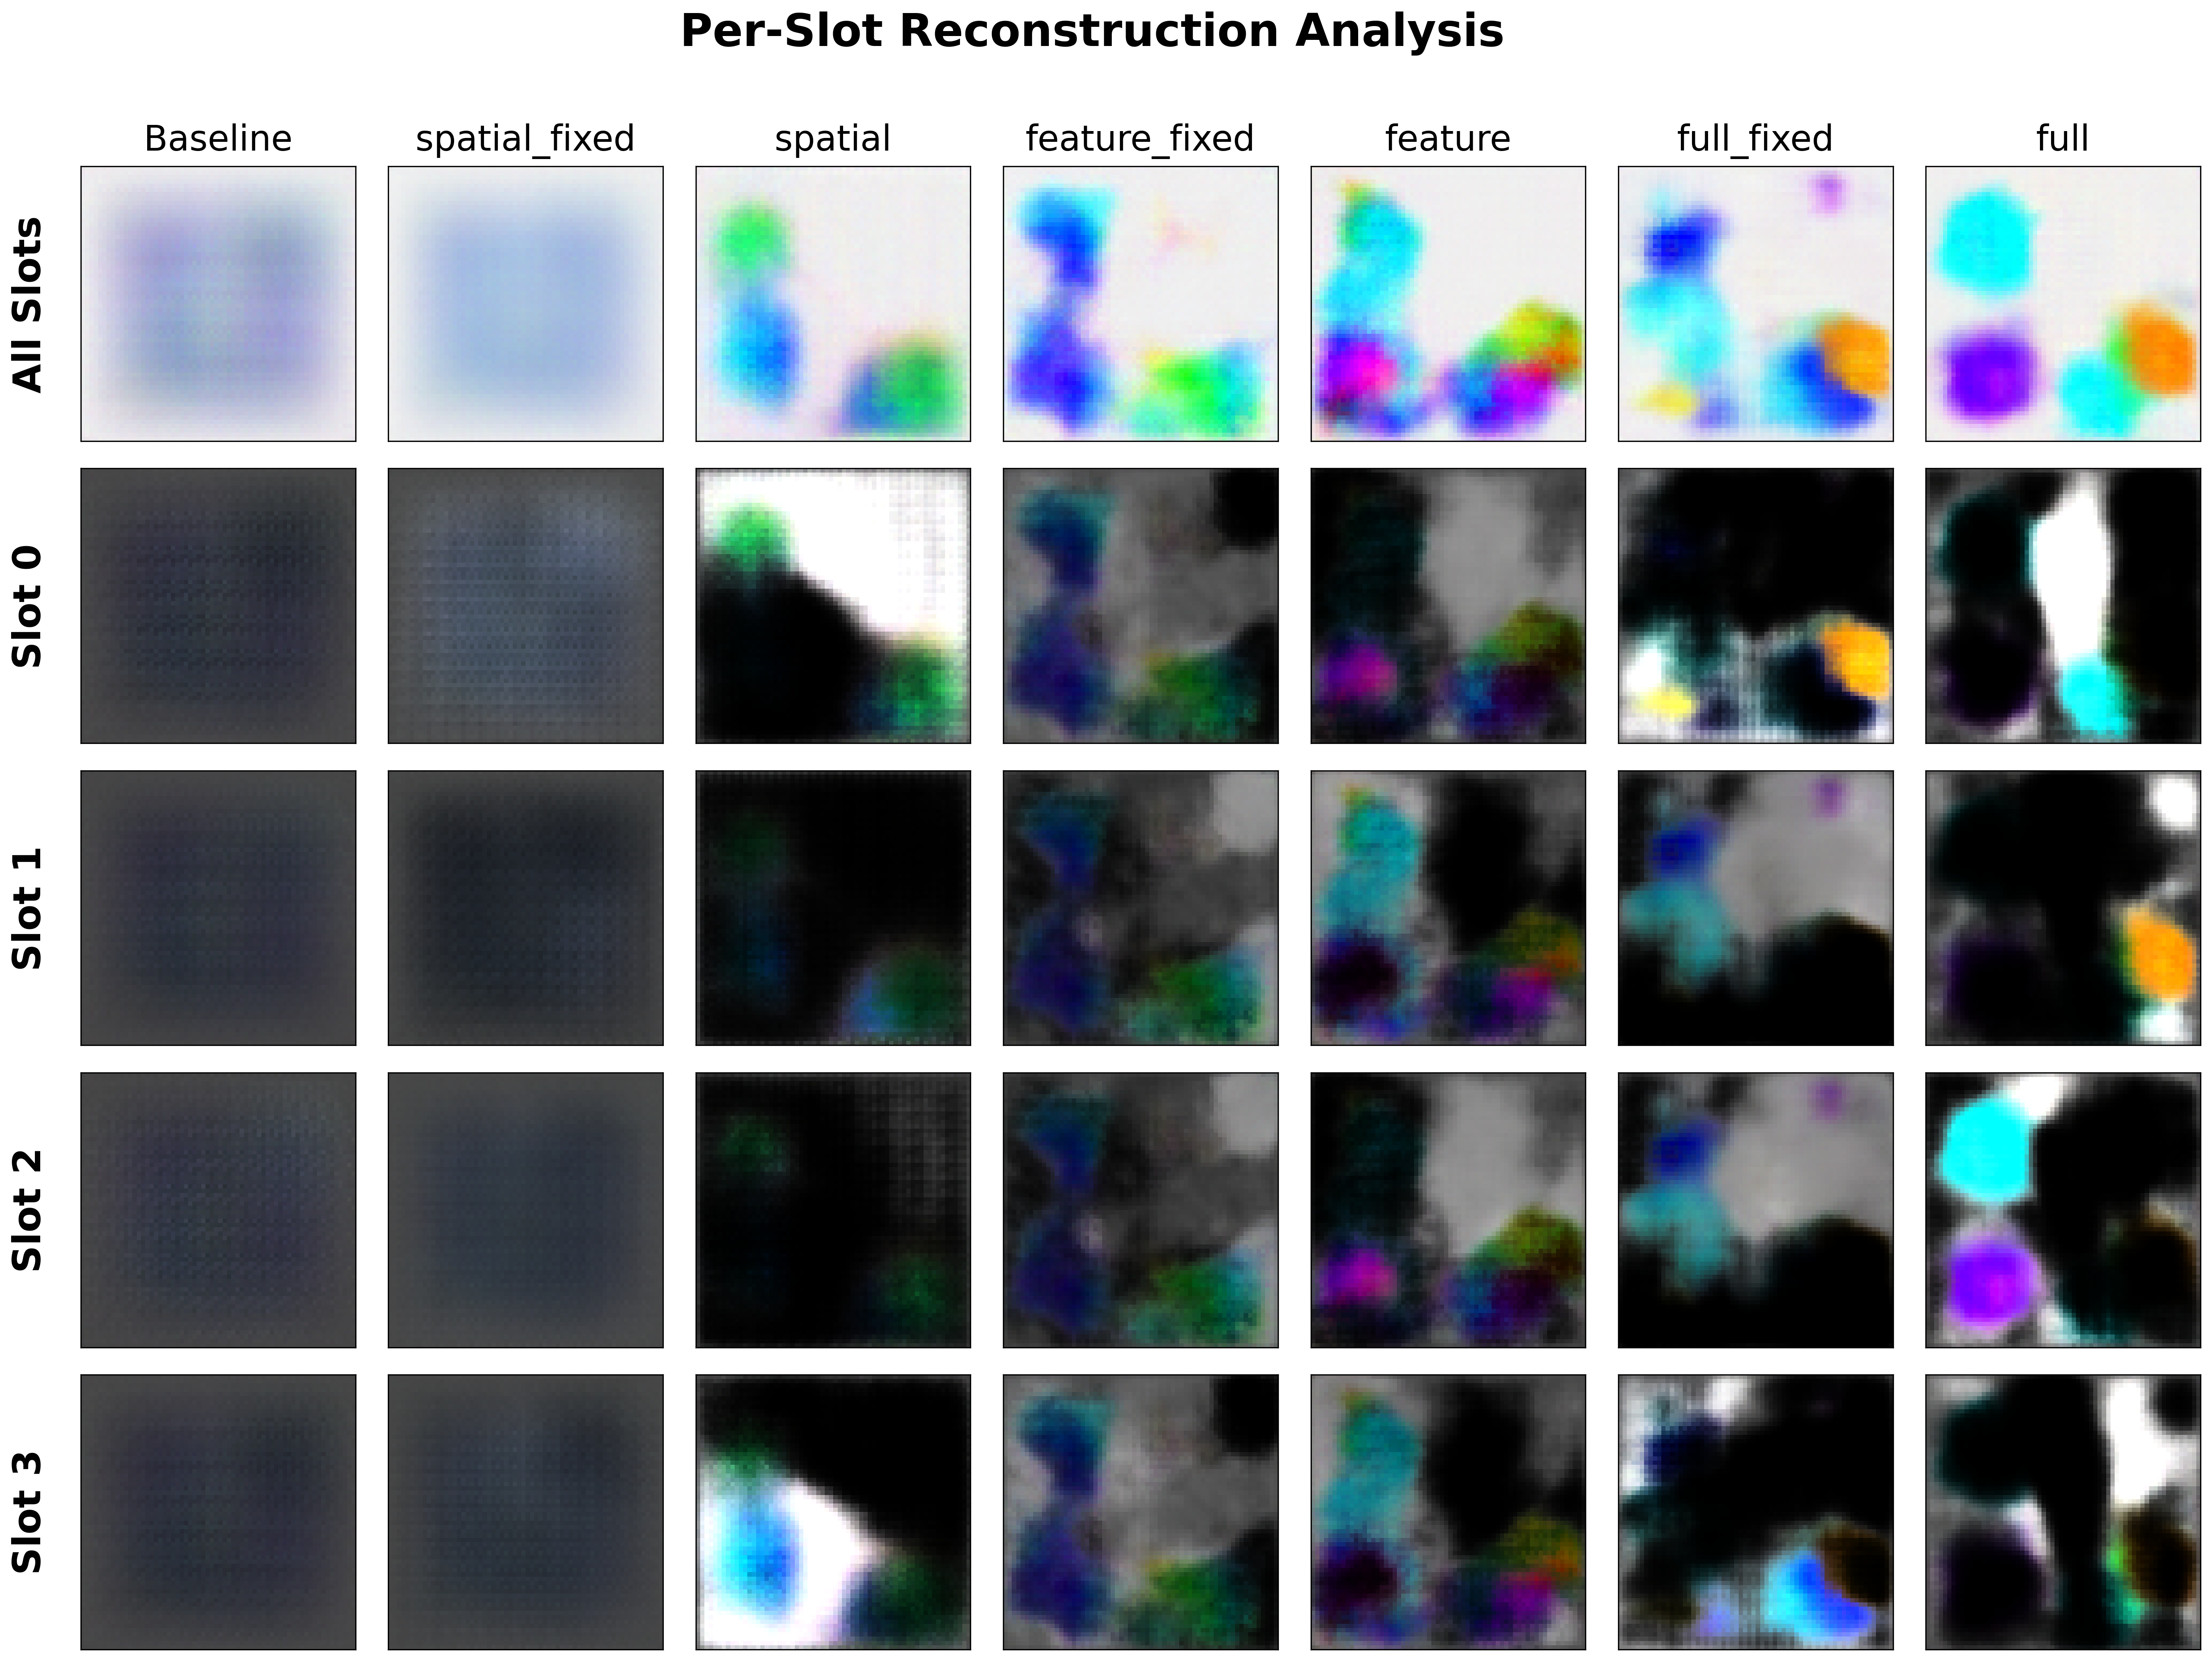 Per-Slot Reconstruction Analysis
Baseline spatial_fixed spatial feature_fixed feature full_fixed full
All Slots
Slot 0
Slot 1
Slot 2
Slot 3